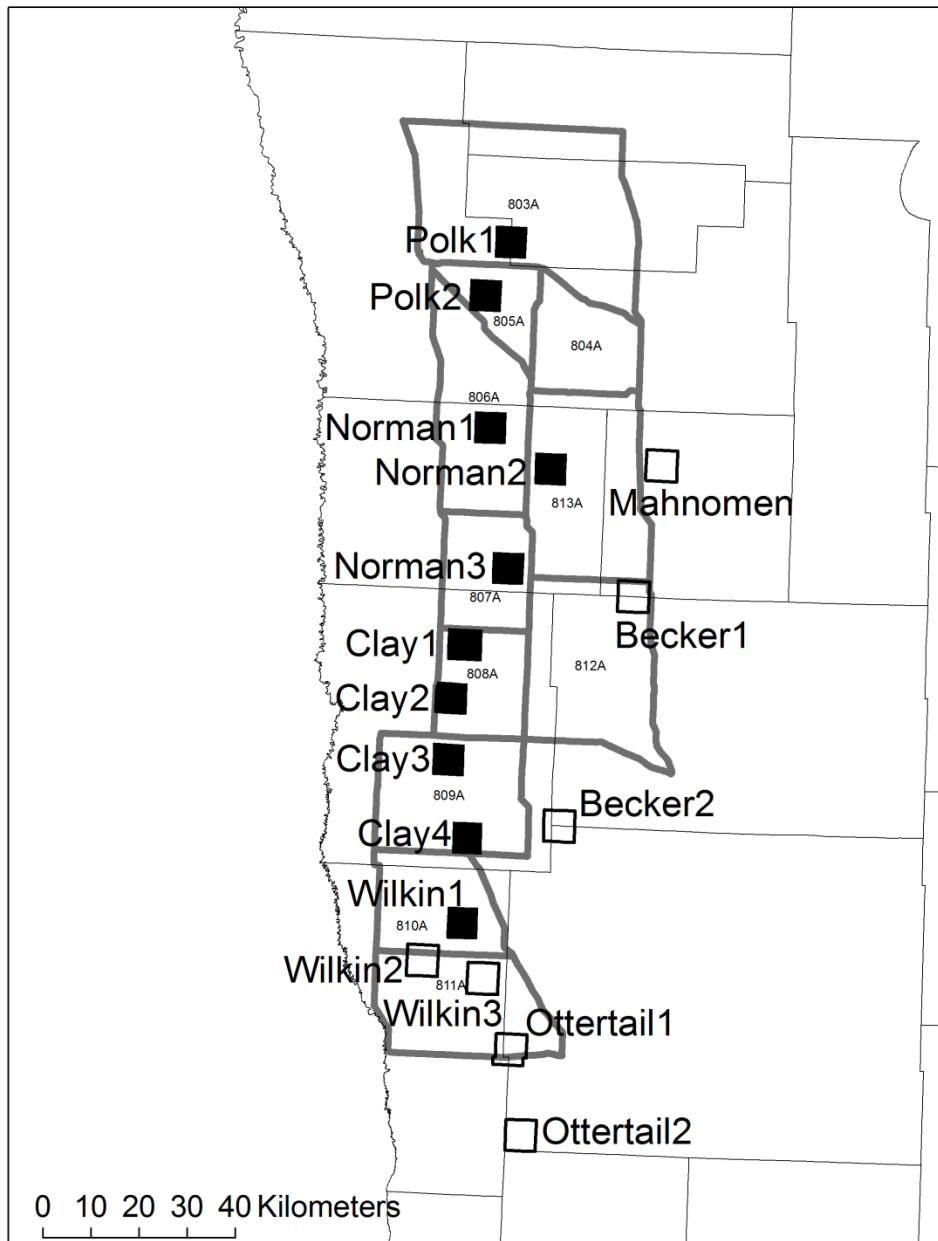 803A
Polk1
Polk2
805A
804A
806A
Norman1
Norman2
Mahnomen
813A
Norman3
807A
Becker1
Clay1
812A
808A
Clay2
Clay3
809A
Becker2
Clay4
Wilkin1
810A
Wilkin2
811A
Wilkin3
Ottertail1
Ottertail2
0 10 20 30 40 Kilometers